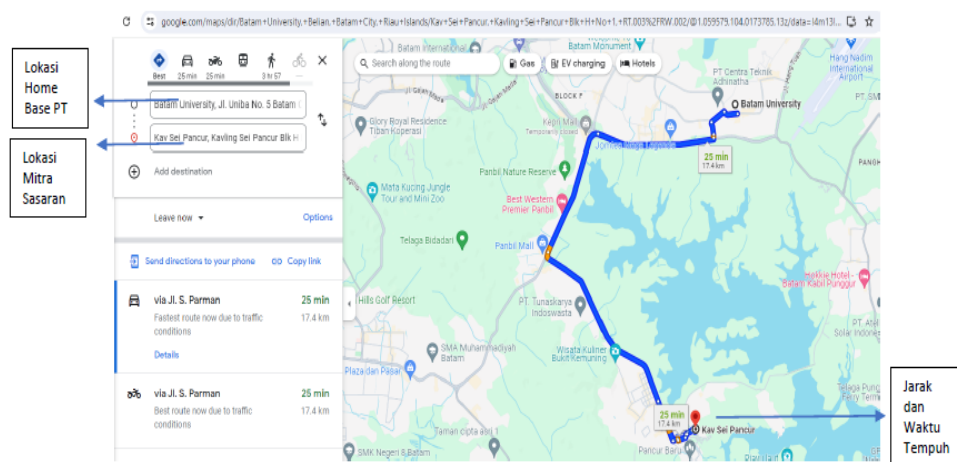 google.com/maps/dir/Batam+University,+Belian,+Batam+City,+Riau+Islands/Kav+Sei+Pancur,+Kavling+Sei+Pancur+Blk+H+No+1,+RT.003%2FRW.002/@1.059579,104.0173785,13z/data=!4m13!...
Lokasi
Home
Base PT
Lokasi
Mitra
Sasaran
Best
25 min
25 min
3 hr 57
Batam University, Jl. Uniba No. 5 Batam
Kav Sei Pancur, Kavling Sei Pancur Blk H
Add destination
Leave now
Options
Send directions to your phone
Copy link
via Jl. S. Parman
25 min
Fastest route now due to traffic
17.4 km
conditions
Details
via Jl. S. Parman
25 min
Best route now due to traffic
17.4 km
conditions
Search along the route
Gas
EV charging
Hotels
Batam
Batam
Monument
Hang Nadim
International
Airport
PT Centra Teknik
Adhinatha
PT
BLOCK F
Batam University
Glory Royal Residence
Tiban Koperasi
Kepri Mall
Temporarily closed
25 min
17.4 km
Panbil Nature Reserve
Mata Kucing Jungle
Tour and Mini Zoo
Best Western
Premier Panbil
Telaga Bidadari
Panbil Mall
Hills Golf Resort
PT. Tunaskarya
Indoswasta
Solar
SMA Muhammadiyah
Batam
Wisata Kuliner
Bukit Kemuning
Plaza dan Pasar
25 min
17.4 km
Kav Sei Pancur
Pancur Baru
Taman cipta asri 1
SMK Negeri 8 Batam
Jarak
dan
Waktu
Tempuh